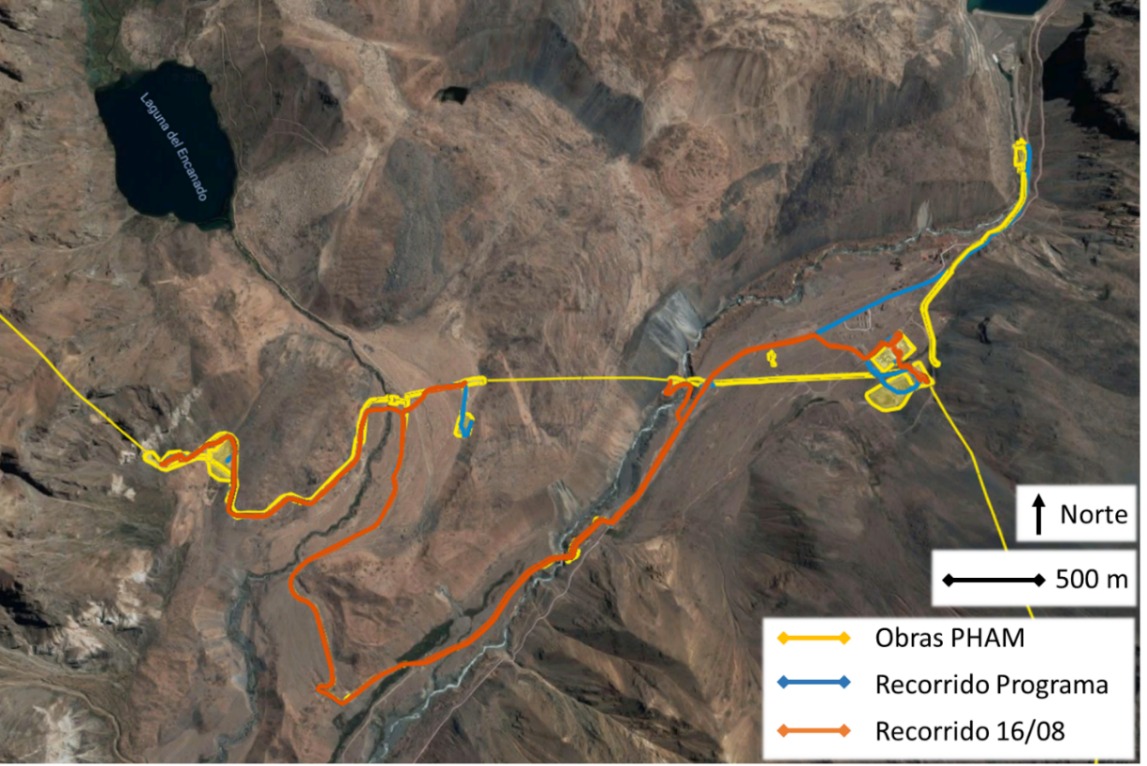 Laguna del Encanado
Norte
500 m
Obras PHAM
Recorrido Programa
Recorrido 16/08